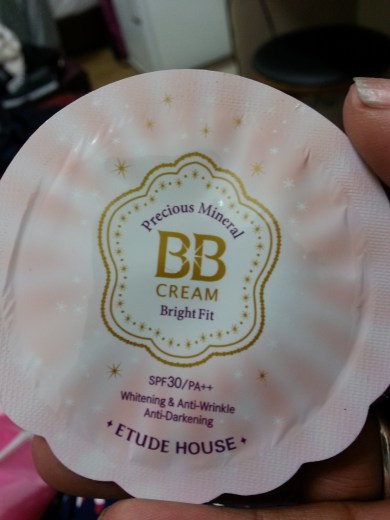 Precious Mineral
BB
CREAM
Bright Fit
SPF30/PA++
Whitening & Anti-Wrinkle
Anti-Darkening
ETUDE HOUSE